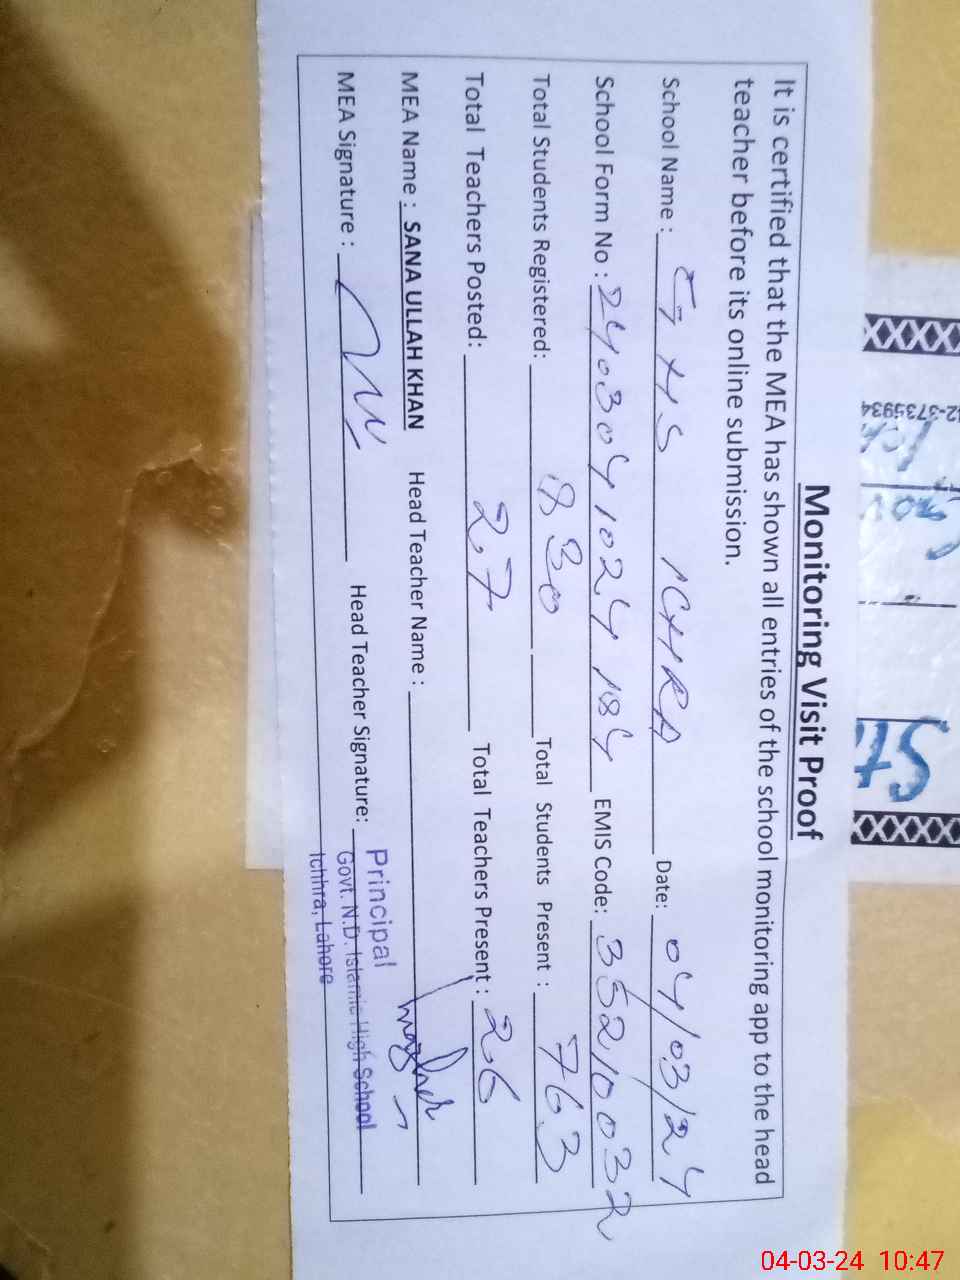 Monitoring Visit Proof
It is certified that the MEA has shown all entries of the school monitoring app to the head
teacher before its online submission.
School Name : GHS ICHRA Date: 04/03/24
School Form No : 2403041024184 EMIS Code: 35210032
Total Students Registered: 830 Total Students Present : 763
Total Teachers Posted: 27 Total Teachers Present : 26
MEA Name : SANA ULLAH KHAN Head Teacher Name :
MEA Signature : Head Teacher Signature:
Principal
Govt. N.D. Islamic High School
Ichhra, Lahore
04-03-24 10:47